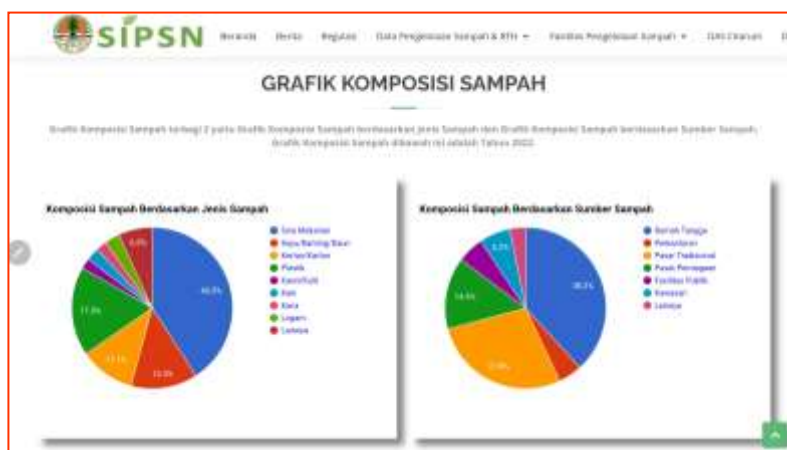 SIPSN
Beranda Berita Regulasi Data Pengelolaan Sampah & RTH Fasilitas Pengelolaan Sampah DAS Citarum
GRAFIK KOMPOSISI SAMPAH
Grafik Komposisi Sampah terbagi 2 yaitu Grafik Komposisi Sampah berdasarkan Jenis Sampah dan Grafik Komposisi Sampah berdasarkan Sumber Sampah.
Grafik Komposisi Sampah dibawah ini adalah Tahun 2022
Komposisi Sampah Berdasarkan Jenis Sampah
Sisa Makanan
Kayu/Ranting/Daun
Kertas/Karton
Plastik
Karet/Kulit
Kain
Kaca
Logam
Lainnya
Komposisi Sampah Berdasarkan Sumber Sampah
Rumah Tangga
Perkantoran
Pasar Tradisional
Pusat Perniagaan
Fasilitas Publik
Kawasan
Lainnya